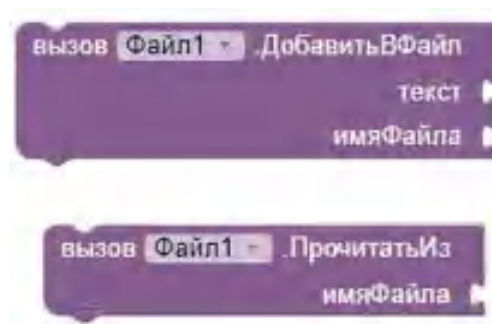 вызов Файл1 .ДобавитьВФайл
текст
имяФайла
вызов Файл1 .ПрочитатьИз
имяФайла